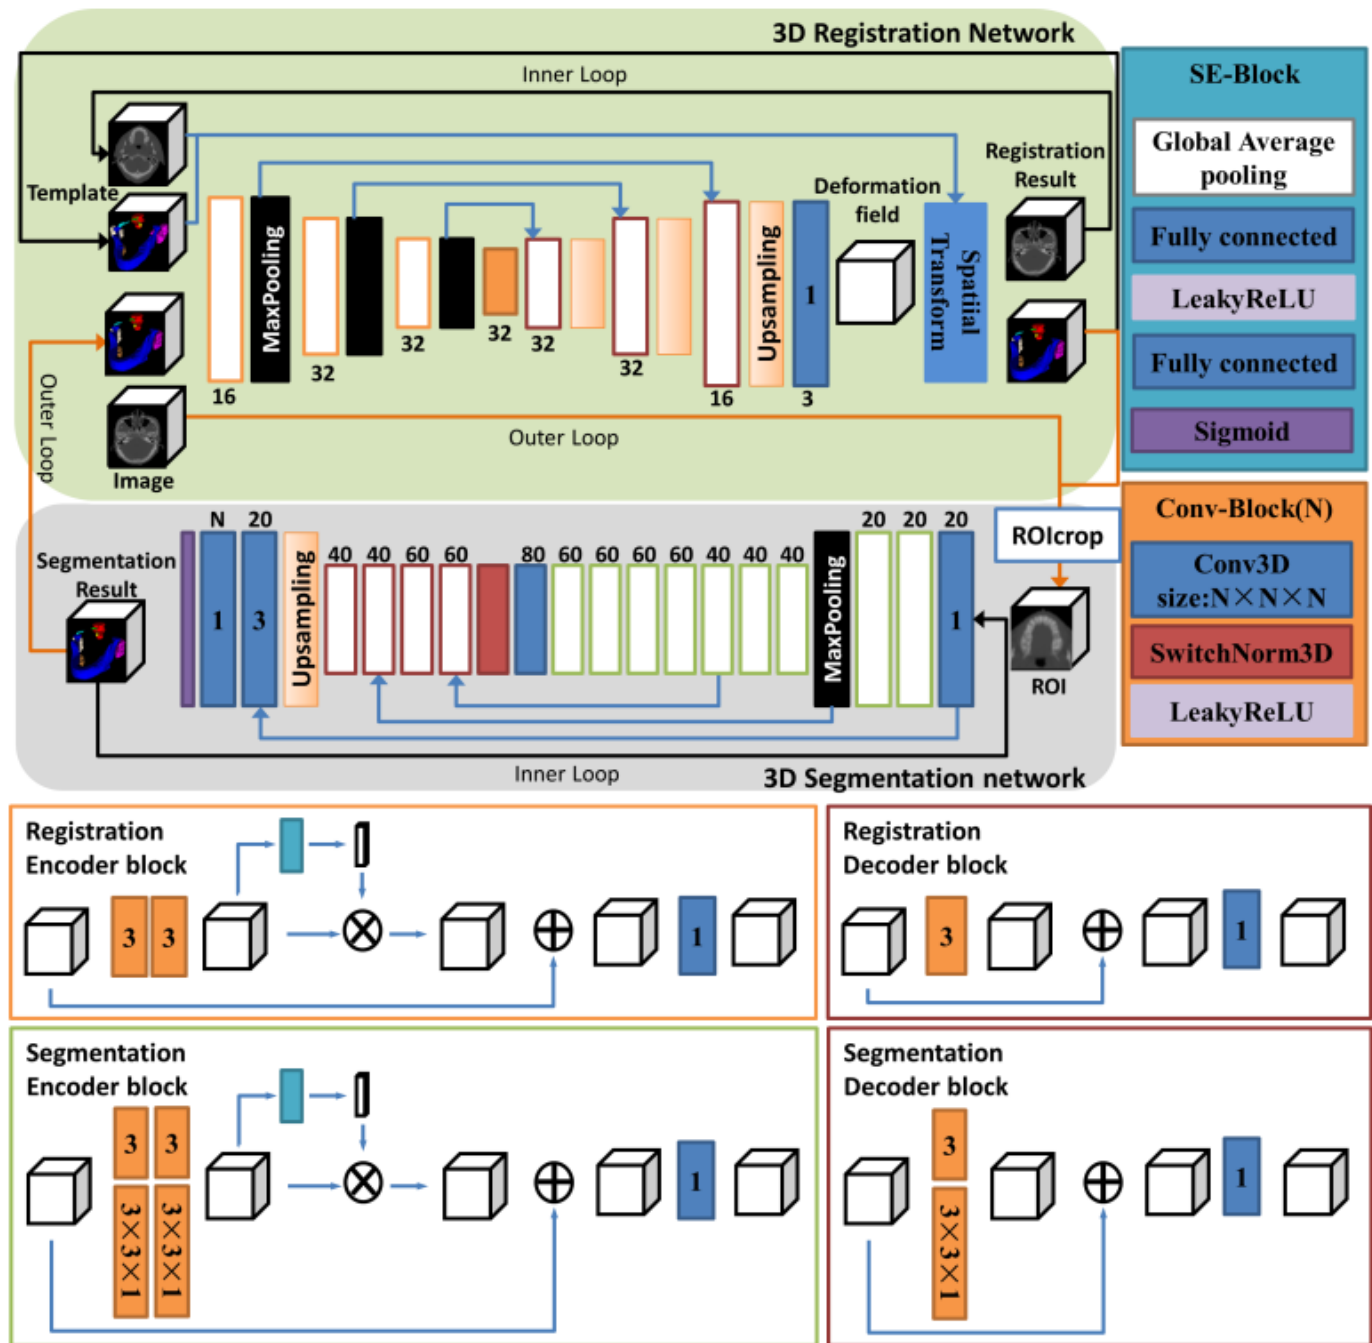 3D Registration Network
Inner Loop
Template
Registration
Result
Deformation
field
MaxPooling
Upsampling
1
Spatiial
Transform
16
32
32
32
32
32
16
3
Outer Loop
Outer Loop
Image
SE-Block
Global Average
pooling
Fully connected
LeakyReLU
Fully connected
Sigmoid
Segmentation
Result
N
20
40
40
60
60
80
60
60
60
60
40
40
40
20
20
20
1
3
Upsampling
MaxPooling
1
ROIcrop
ROI
Inner Loop
3D Segmentation network
Conv-Block(N)
Conv3D
size:N×N×N
SwitchNorm3D
LeakyReLU
Registration
Encoder block
3
3
1
Registration
Decoder block
3
1
Segmentation
Encoder block
3
3
3×3×1
3×3×1
1
Segmentation
Decoder block
3
3×3×1
1